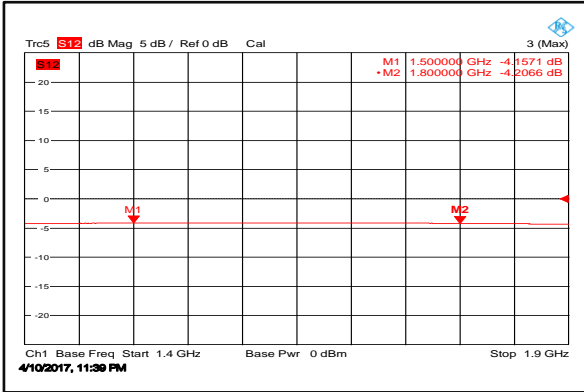 Trc5 S12 dB Mag 5 dB / Ref 0 dB Cal 3 (Max)
S12
M1 1.500000 GHz -4.1571 dB
•M2 1.800000 GHz -4.2066 dB
20
15
10
5
0
M1 M2
-5
-10
-15
-20
Ch1 Base Freq Start 1.4 GHz Base Pwr 0 dBm Stop 1.9 GHz
4/10/2017, 11:39 PM